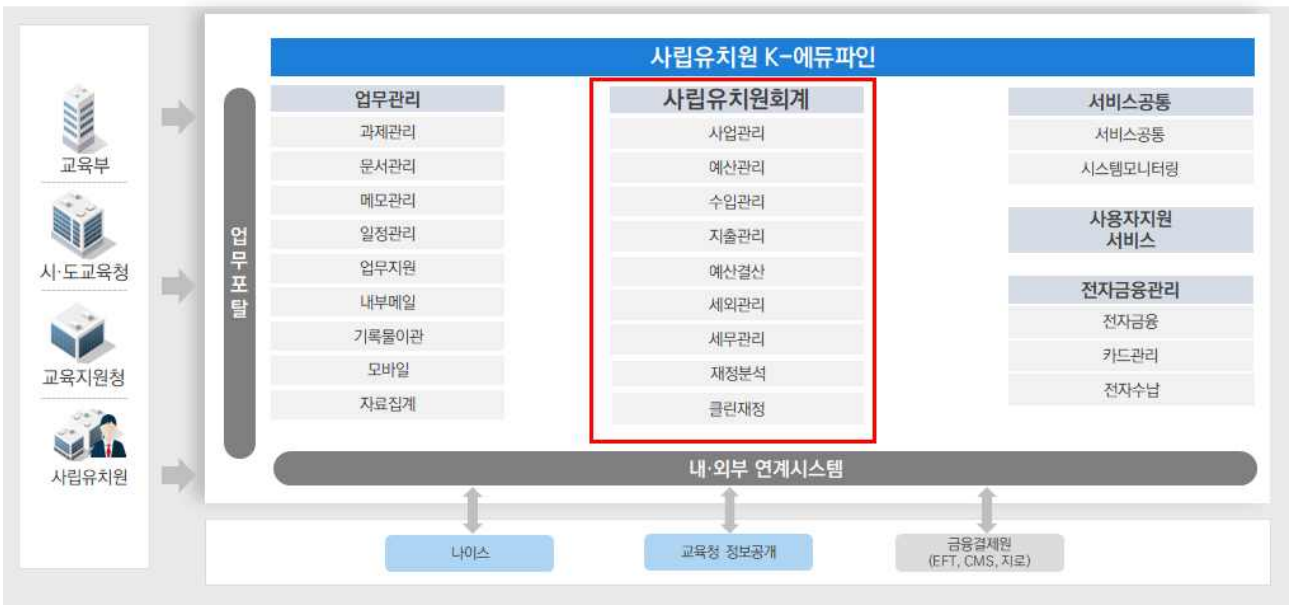 교육부
시·도교육청
교육지원청
사립유치원
업무포탈
사립유치원 K-에듀파인
업무관리
과제관리
문서관리
메모관리
일정관리
업무지원
내부메일
기록물이관
모바일
자료집계
사립유치원회계
사업관리
예산관리
수입관리
지출관리
예산결산
세외관리
세무관리
재정분석
클린재정
서비스공통
서비스공통
시스템모니터링
사용자지원
서비스
전자금융관리
전자금융
카드관리
전자수납
내·외부 연계시스템
나이스
교육청 정보공개
금융결제원
(EFT, CMS, 지로)